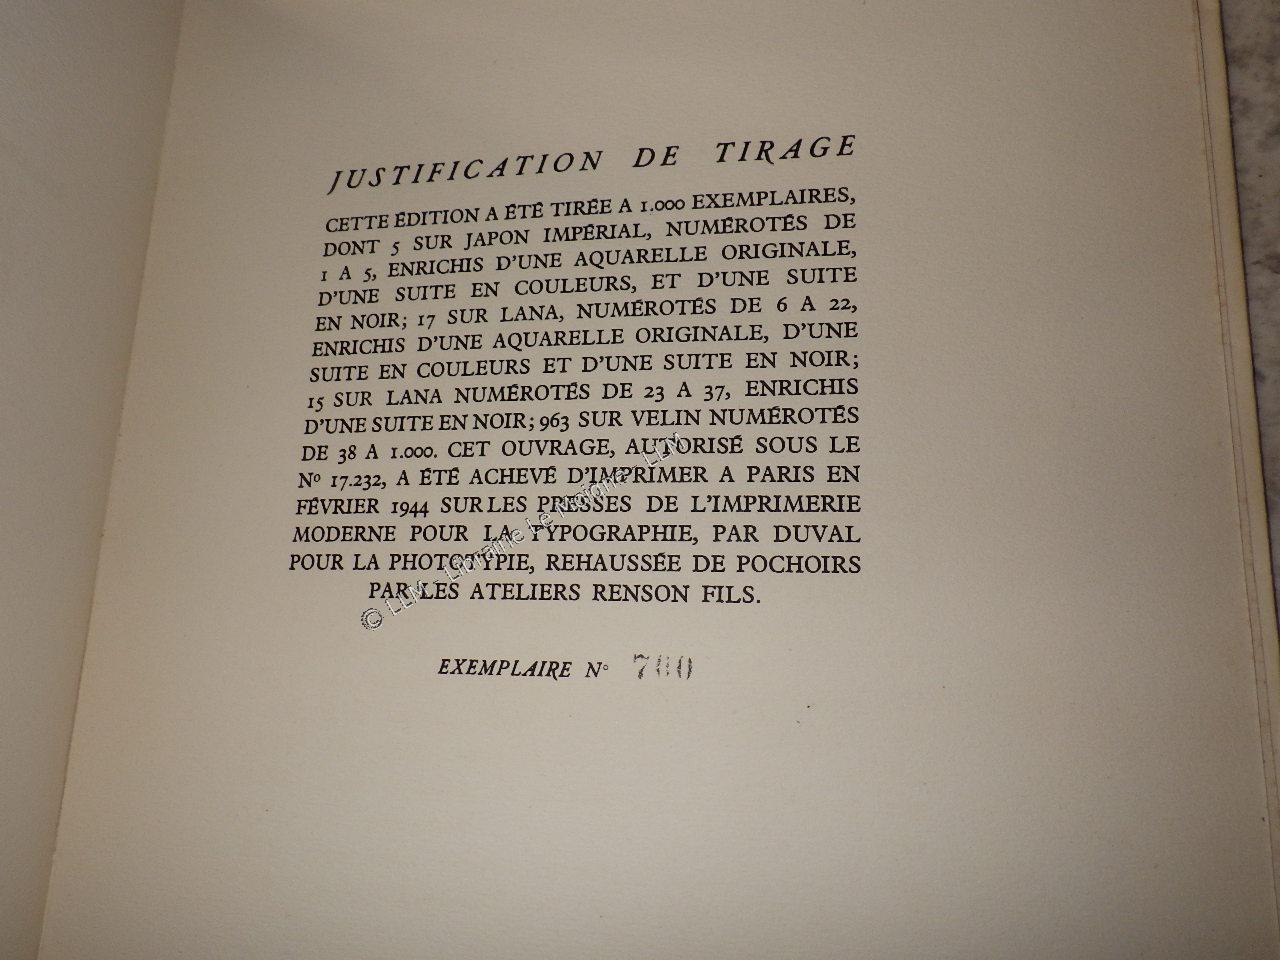 JUSTIFICATION DE TIRAGE
CETTE ÉDITION A ÉTÉ TIRÉE A 1.000 EXEMPLAIRES,
DONT 5 SUR JAPON IMPÉRIAL, NUMÉROTÉS DE
1 A 5, ENRICHIS D'UNE AQUARELLE ORIGINALE,
D'UNE SUITE EN COULEURS, ET D'UNE SUITE
EN NOIR; 17 SUR LANA, NUMÉROTÉS DE 6 A 22,
ENRICHIS D'UNE AQUARELLE ORIGINALE, D'UNE
SUITE EN COULEURS ET D'UNE SUITE EN NOIR;
15 SUR LANA NUMÉROTÉS DE 23 A 37, ENRICHIS
D'UNE SUITE EN NOIR; 963 SUR VELIN NUMÉROTÉS
DE 38 A 1.000. CET OUVRAGE, AUTORISÉ SOUS LE
Nº 17.232, A ÉTÉ ACHEVÉ D'IMPRIMER A PARIS EN
FÉVRIER 1944 SUR LES PRESSES DE L'IMPRIMERIE
MODERNE POUR LA TYPOGRAPHIE, PAR DUVAL
POUR LA PHOTOTYPIE, REHAUSSÉE DE POCHOIRS
PAR LES ATELIERS RENSON FILS.
© LLM - Librairie Le Moigne - LLM
EXEMPLAIRE Nº